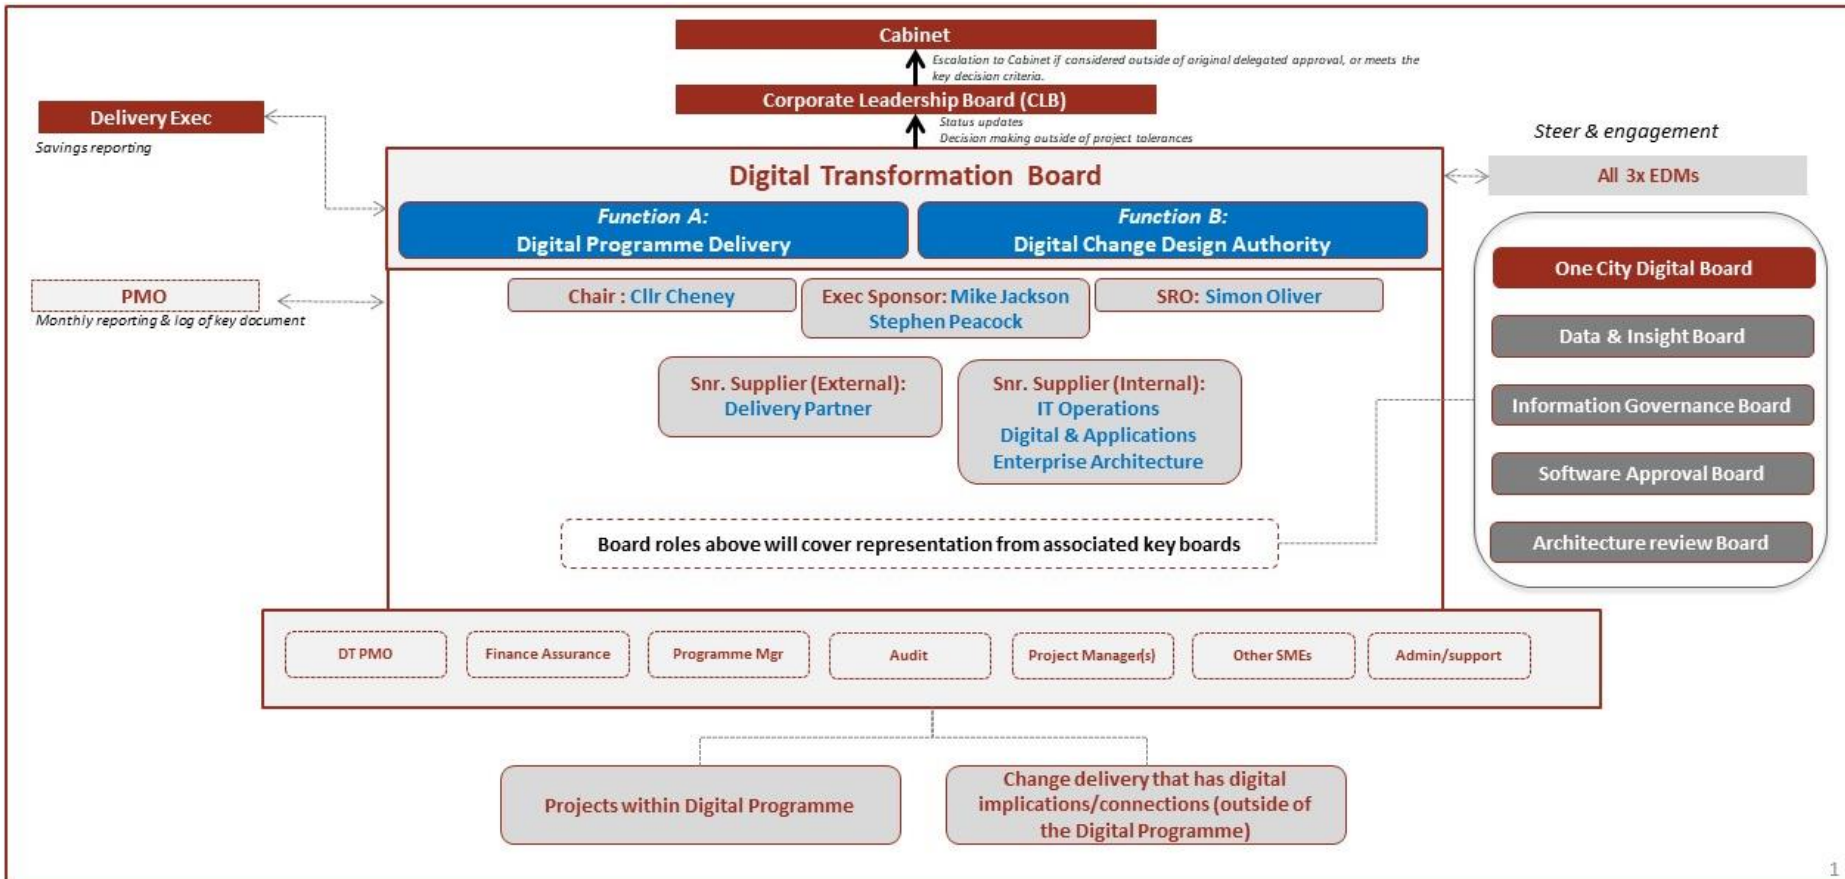 Cabinet
Escalation to Cabinet if considered outside of original delegated approval, or meets the
key decision criteria.
Corporate Leadership Board (CLB)
Status updates
Decision making outside of project tolerances
Delivery Exec
Savings reporting
Steer & engagement
All 3x EDMs
Digital Transformation Board
Function A:
Digital Programme Delivery
Function B:
Digital Change Design Authority
PMO
Monthly reporting & log of key document
Chair : Cllr Cheney
Exec Sponsor: Mike Jackson
Stephen Peacock
SRO: Simon Oliver
Snr. Supplier (External):
Delivery Partner
Snr. Supplier (Internal):
IT Operations
Digital & Applications
Enterprise Architecture
Board roles above will cover representation from associated key boards
One City Digital Board
Data & Insight Board
Information Governance Board
Software Approval Board
Architecture review Board
DT PMO
Finance Assurance
Programme Mgr
Audit
Project Manager(s)
Other SMEs
Admin/support
Projects within Digital Programme
Change delivery that has digital
implications/connections (outside of
the Digital Programme)
1